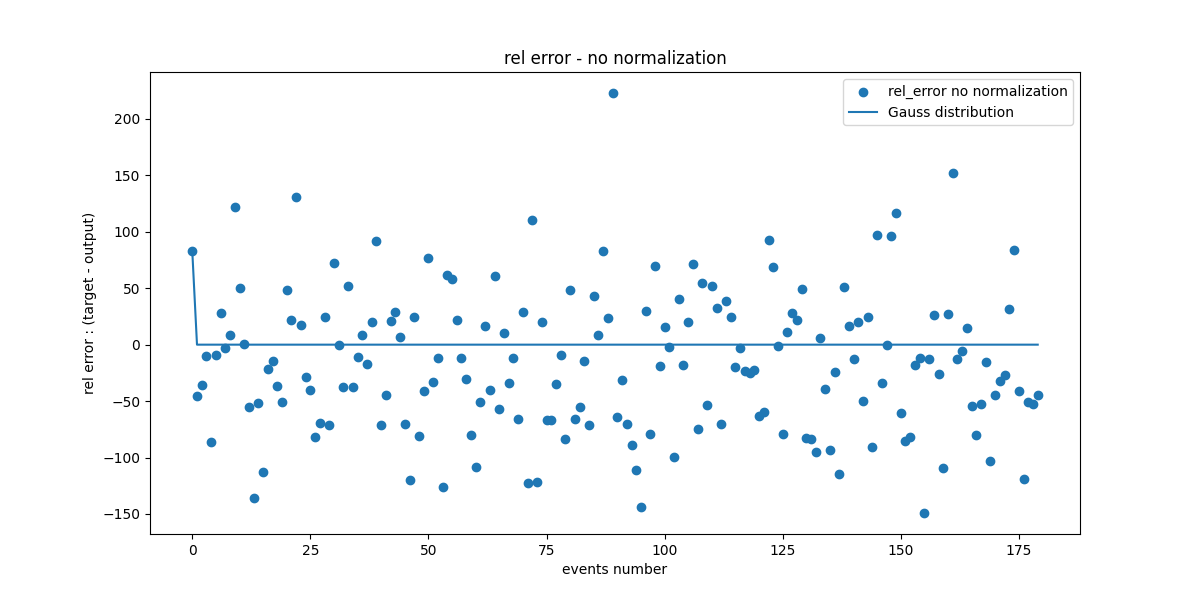 rel error - no normalization
rel_error no normalization
Gauss distribution
rel error : (target - output)
200
150
100
50
0
−50
−100
−150
0 25 50 75 100 125 150 175
events number